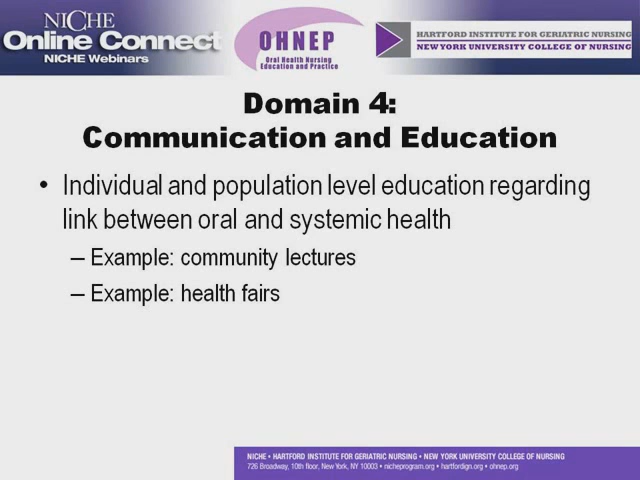 NICHE
Online Connect
NICHE Webinars
OHNEP
Oral Health Nursing
Education and Practice
HARTFORD INSTITUTE FOR GERIATRIC NURSING
NEW YORK UNIVERSITY COLLEGE OF NURSING
Domain 4:
Communication and Education
• Individual and population level education regarding
link between oral and systemic health
– Example: community lectures
– Example: health fairs
NICHE • HARTFORD INSTITUTE FOR GERIATRIC NURSING • NEW YORK UNIVERSITY COLLEGE OF NURSING
726 Broadway, 10th floor, New York, NY 10003 • nicheprogram.org • hartfordign.org • ohnep.org